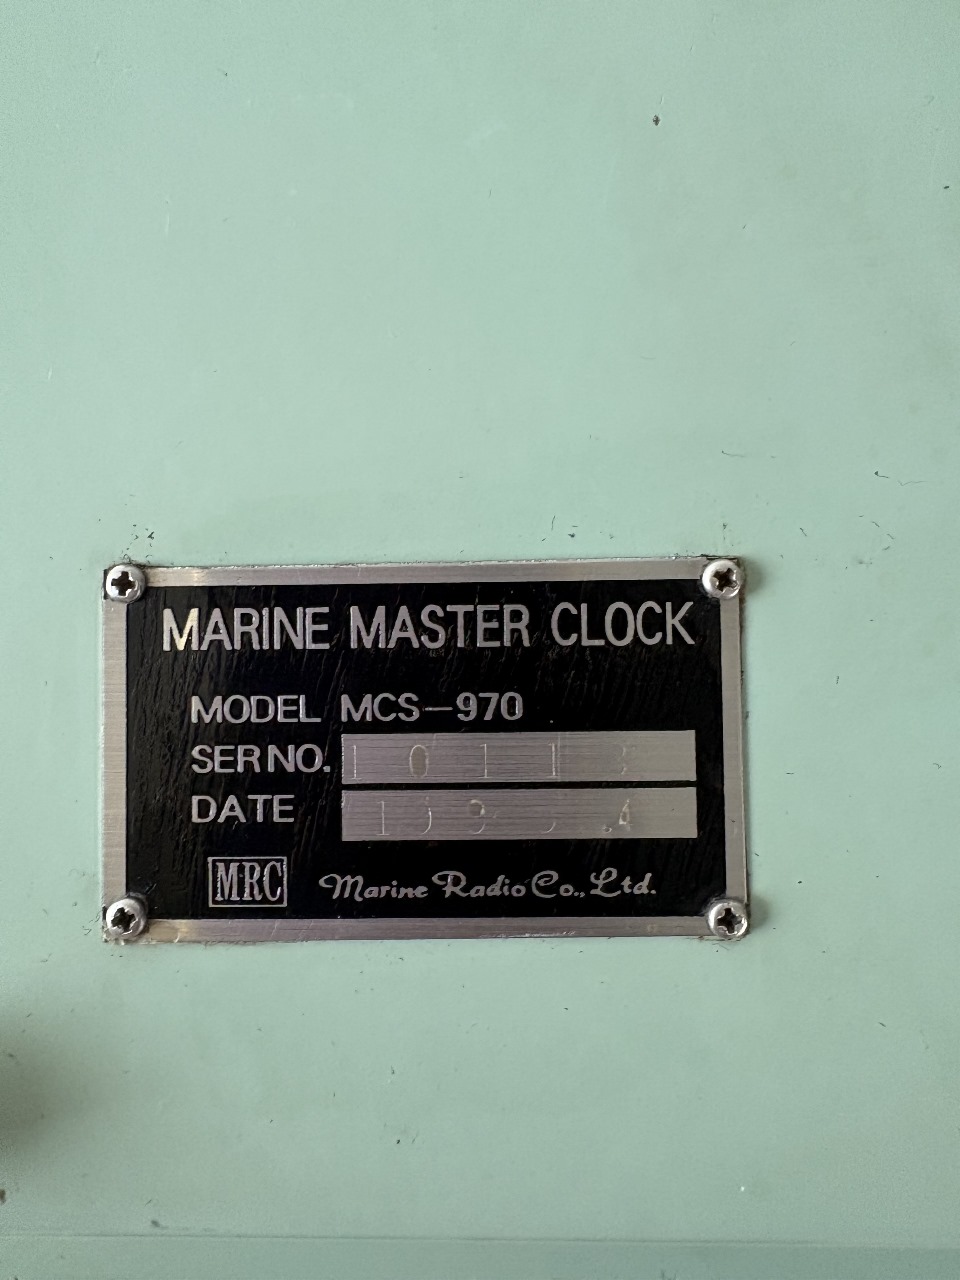 MARINE MASTER CLOCK
MODEL MCS-970
SER NO.
DATE
MRC Marine Radio Co., Ltd.